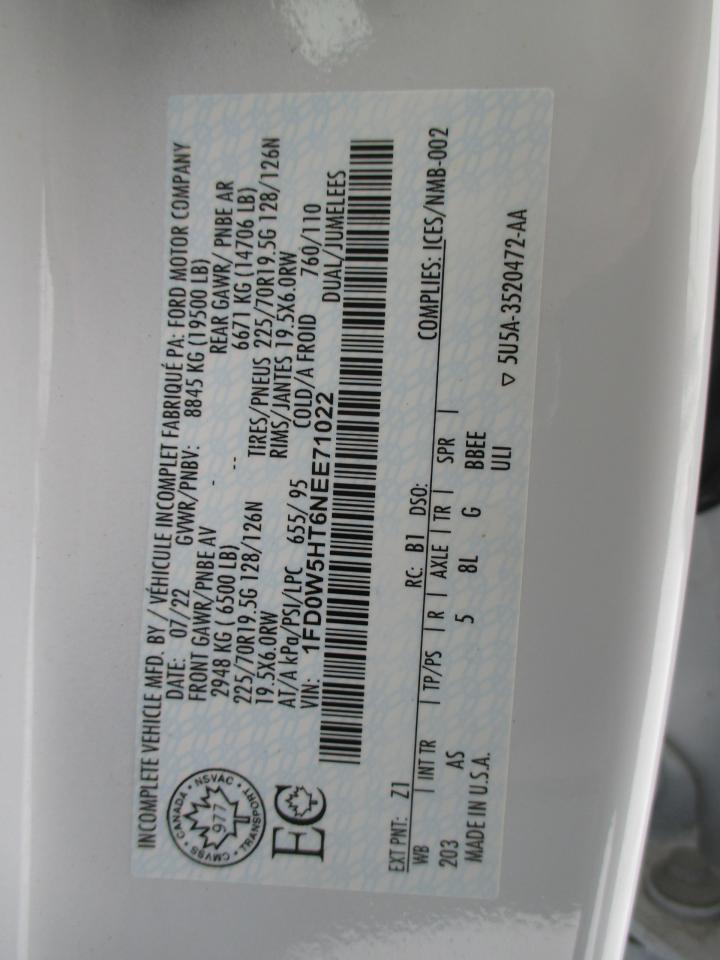 INCOMPLETE VEHICLE MFD. BY / VÉHICULE INCOMPLET FABRIQUÉ PA: FORD MOTOR COMPANY
DATE: 07/22 GVWR/PNBV: 8845 KG (19500 LB)
FRONT GAWR/PNBE AV - REAR GAWR/ PNBE AR
2948 KG ( 6500 LB) -- 6671 KG (14706 LB)
225/70R19.5G 128/126N TIRES/PNEUS 225/70R19.5G 128/126N
19.5X6.0RW RIMS/JANTES 19.5X6.0RW
AT/A kPa/PSI/LPC 655/ 95 COLD/A FROID 760/110
VIN: 1FD0W5HT6NEE71022 DUAL/JUMELEES
CMVSS • CANADA • NSVAC • TRANSPORT •
977
EC
EXT PNT: Z1 RC: B1 DSO: COMPLIES: ICES/NMB-002
WB | INT TR | TP/PS | R | AXLE | TR | SPR |
203 AS 5 8L G BBEE
MADE IN U.S.A. ULI ▽ 5U5A-3520472-AA